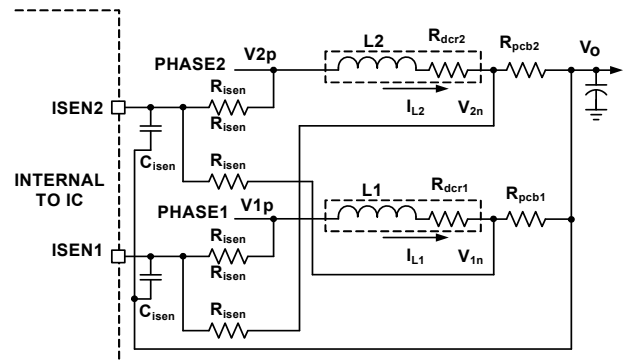 L2
Rdcr2
Rpcb2
Vo
PHASE2
V2p
ISEN2
Risen
Risen
IL2
V2n
Cisen
Risen
INTERNAL
TO IC
PHASE1
V1p
L1
Rdcr1
Rpcb1
ISEN1
Risen
Risen
IL1
V1n
Cisen
Risen